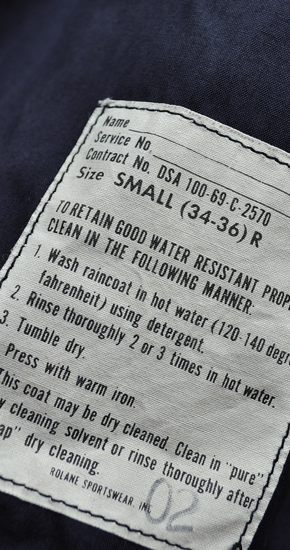 Name
Service No.
Contract No. DSA 100-69-C-2570
Size SMALL (34-36) R
TO RETAIN GOOD WATER RESISTANT
CLEAN IN THE FOLLOWING MANNER.
1. Wash raincoat in hot water (120-140
fahrenheit) using detergent.
2. Rinse thoroughly 2 or 3 times in hot water.
3. Tumble dry.
Press with warm iron.
This coat may be dry cleaned. Clean in "pure"
cleaning solvent or rinse thoroughly after
dry cleaning.
ROLANE SPORTSWEAR, INC.
02